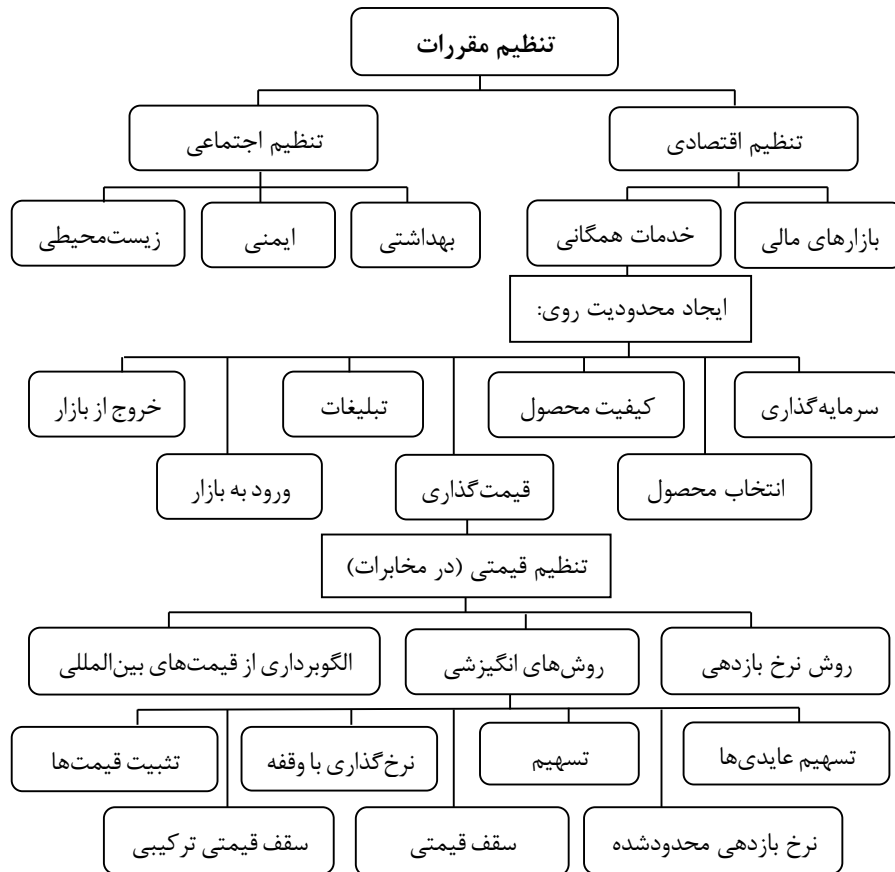 تنظیم مقررات
تنظیم اقتصادی
تنظیم اجتماعی
بازارهای مالی
خدمات همگانی
بهداشتی
ایمنی
زیست‌محیطی
ایجاد محدودیت روی:
سرمایه‌گذاری
کیفیت محصول
تبلیغات
خروج از بازار
انتخاب محصول
قیمت‌گذاری
ورود به بازار
تنظیم قیمتی (در مخابرات)
روش نرخ بازدهی
روش‌های انگیزشی
الگوبرداری از قیمت‌های بین‌المللی
تسهیم عایدی‌ها
تسهیم
نرخ‌گذاری با وقفه
تثبیت قیمت‌ها
نرخ بازدهی محدودشده
سقف قیمتی
سقف قیمتی ترکیبی